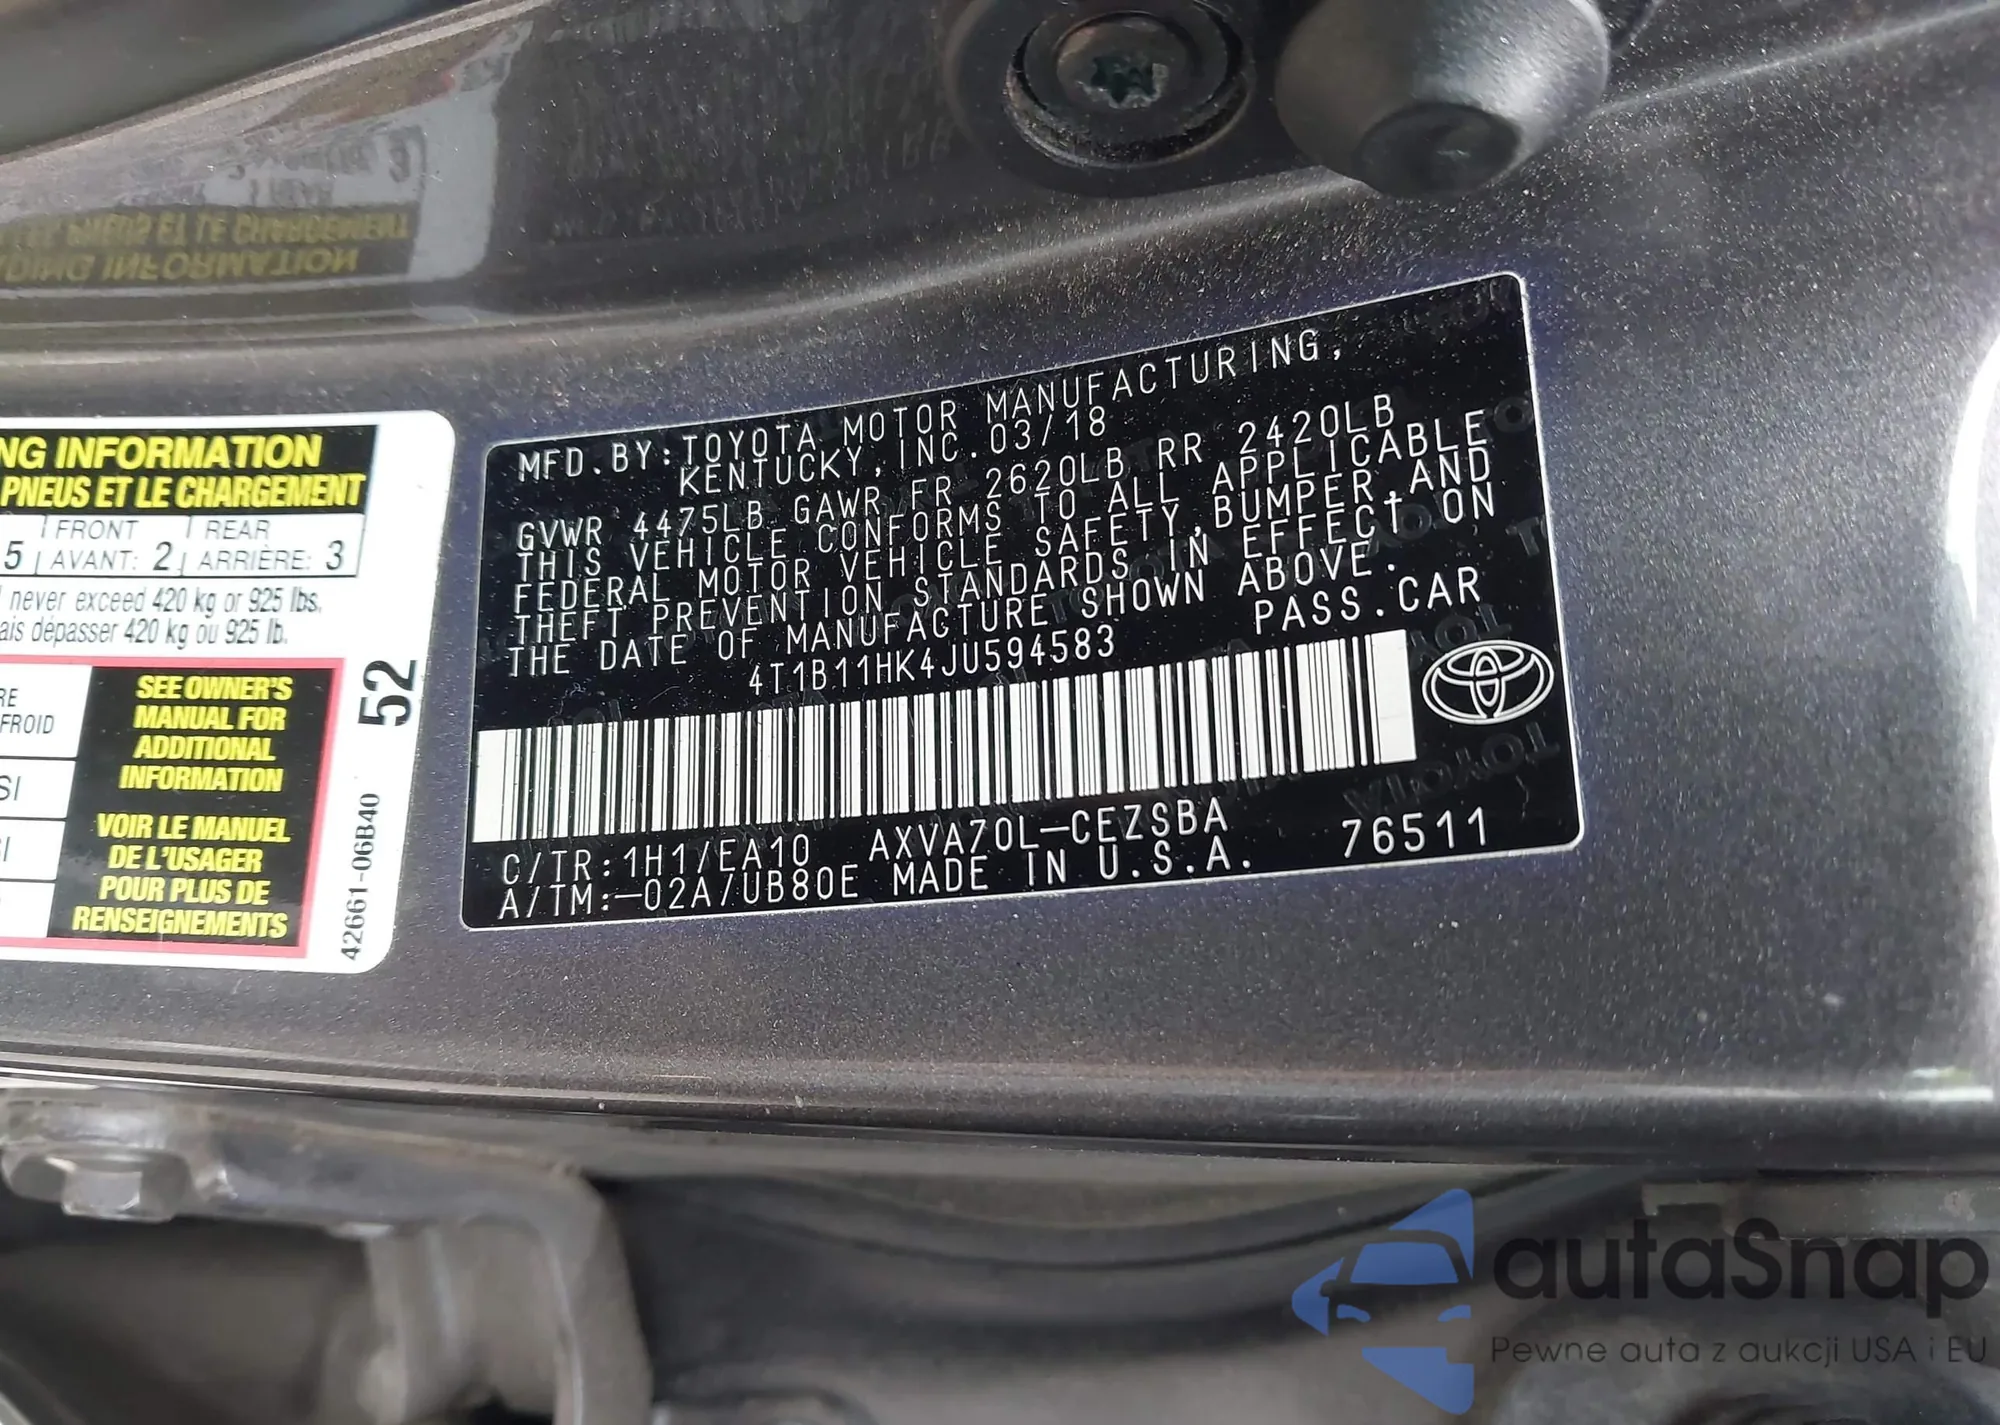 NG INFORMATION
PNEUS ET LE CHARGEMENT
5 FRONT AVANT: 2 REAR ARRIÈRE: 3
never exceed 420 kg or 925 lbs.
ais dépasser 420 kg ou 925 lb.
RE
FROID
SI
SEE OWNER'S
MANUAL FOR
ADDITIONAL
INFORMATION
VOIR LE MANUEL
DE L'USAGER
POUR PLUS DE
RENSEIGNEMENTS
52
42661-06B40
MFD.BY:TOYOTA MOTOR MANUFACTURING,
KENTUCKY, INC. 03/18
GVWR 4475LB GAWR FR 2620LB RR 2420LB
THIS VEHICLE CONFORMS TO ALL APPLICABLE
FEDERAL MOTOR VEHICLE SAFETY, BUMPER, AND
THEFT PREVENTION STANDARDS IN EFFECT ON
THE DATE OF MANUFACTURE SHOWN ABOVE.
4T1B11HK4JU594583 PASS.CAR
C/TR:1H1/EA10 AXVA70L-CEZSBA
A/TM:-02A/UB80E MADE IN U.S.A. 76511
autaSnap
Pewne auta z aukcji USA i EU